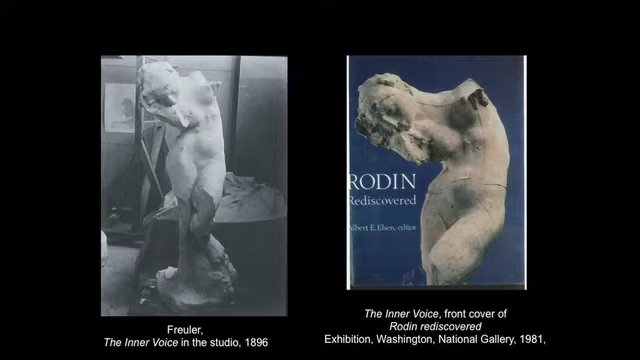 RODIN
Rediscovered
Albert E. Elsen, editor
Freuler,
The Inner Voice in the studio, 1896
The Inner Voice, front cover of
Rodin rediscovered
Exhibition, Washington, National Gallery, 1981,